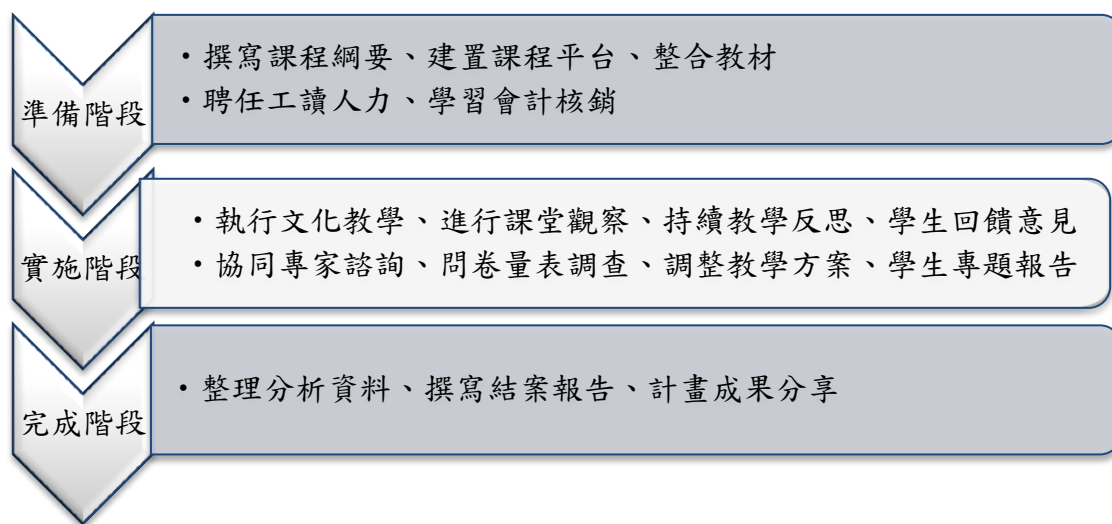 準備階段
・撰寫課程綱要、建置課程平台、整合教材
・聘任工讀人力、學習會計核銷
實施階段
・執行文化教學、進行課堂觀察、持續教學反思、學生回饋意見
・協同專家諮詢、問卷量表調查、調整教學方案、學生專題報告
完成階段
・整理分析資料、撰寫結案報告、計畫成果分享